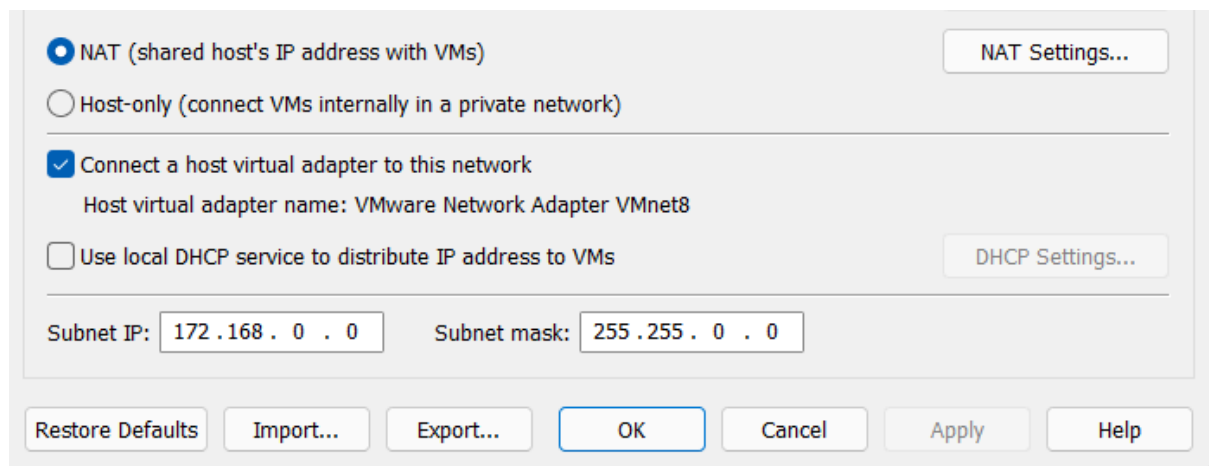 NAT (shared host's IP address with VMs) NAT Settings...
Host-only (connect VMs internally in a private network)
Connect a host virtual adapter to this network
Host virtual adapter name: VMware Network Adapter VMnet8
Use local DHCP service to distribute IP address to VMs DHCP Settings...
Subnet IP: 172 . 168 . 0 . 0 Subnet mask: 255 . 255 . 0 . 0
Restore Defaults Import... Export... OK Cancel Apply Help